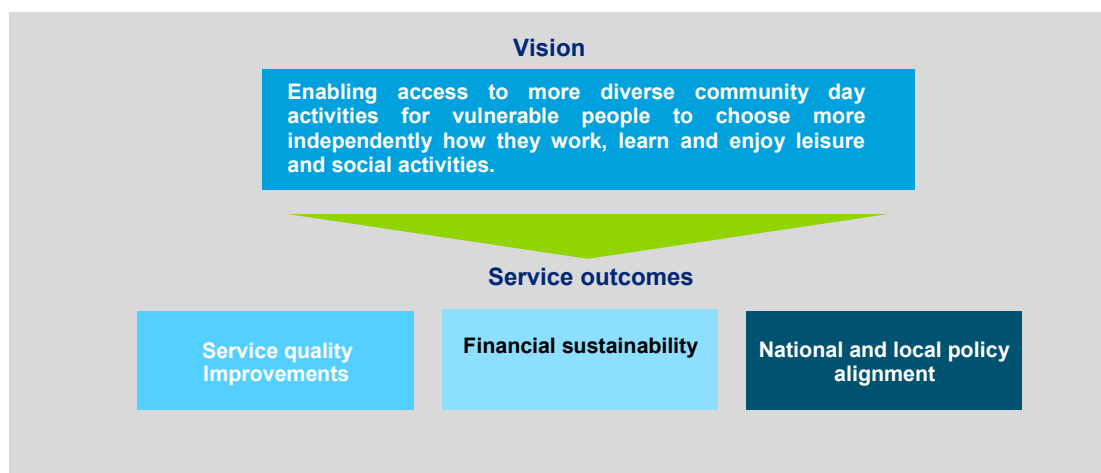 Vision
Enabling access to more diverse community day
activities for vulnerable people to choose more
independently how they work, learn and enjoy leisure
and social activities.
Service outcomes
Service quality
Improvements
Financial sustainability
National and local policy
alignment